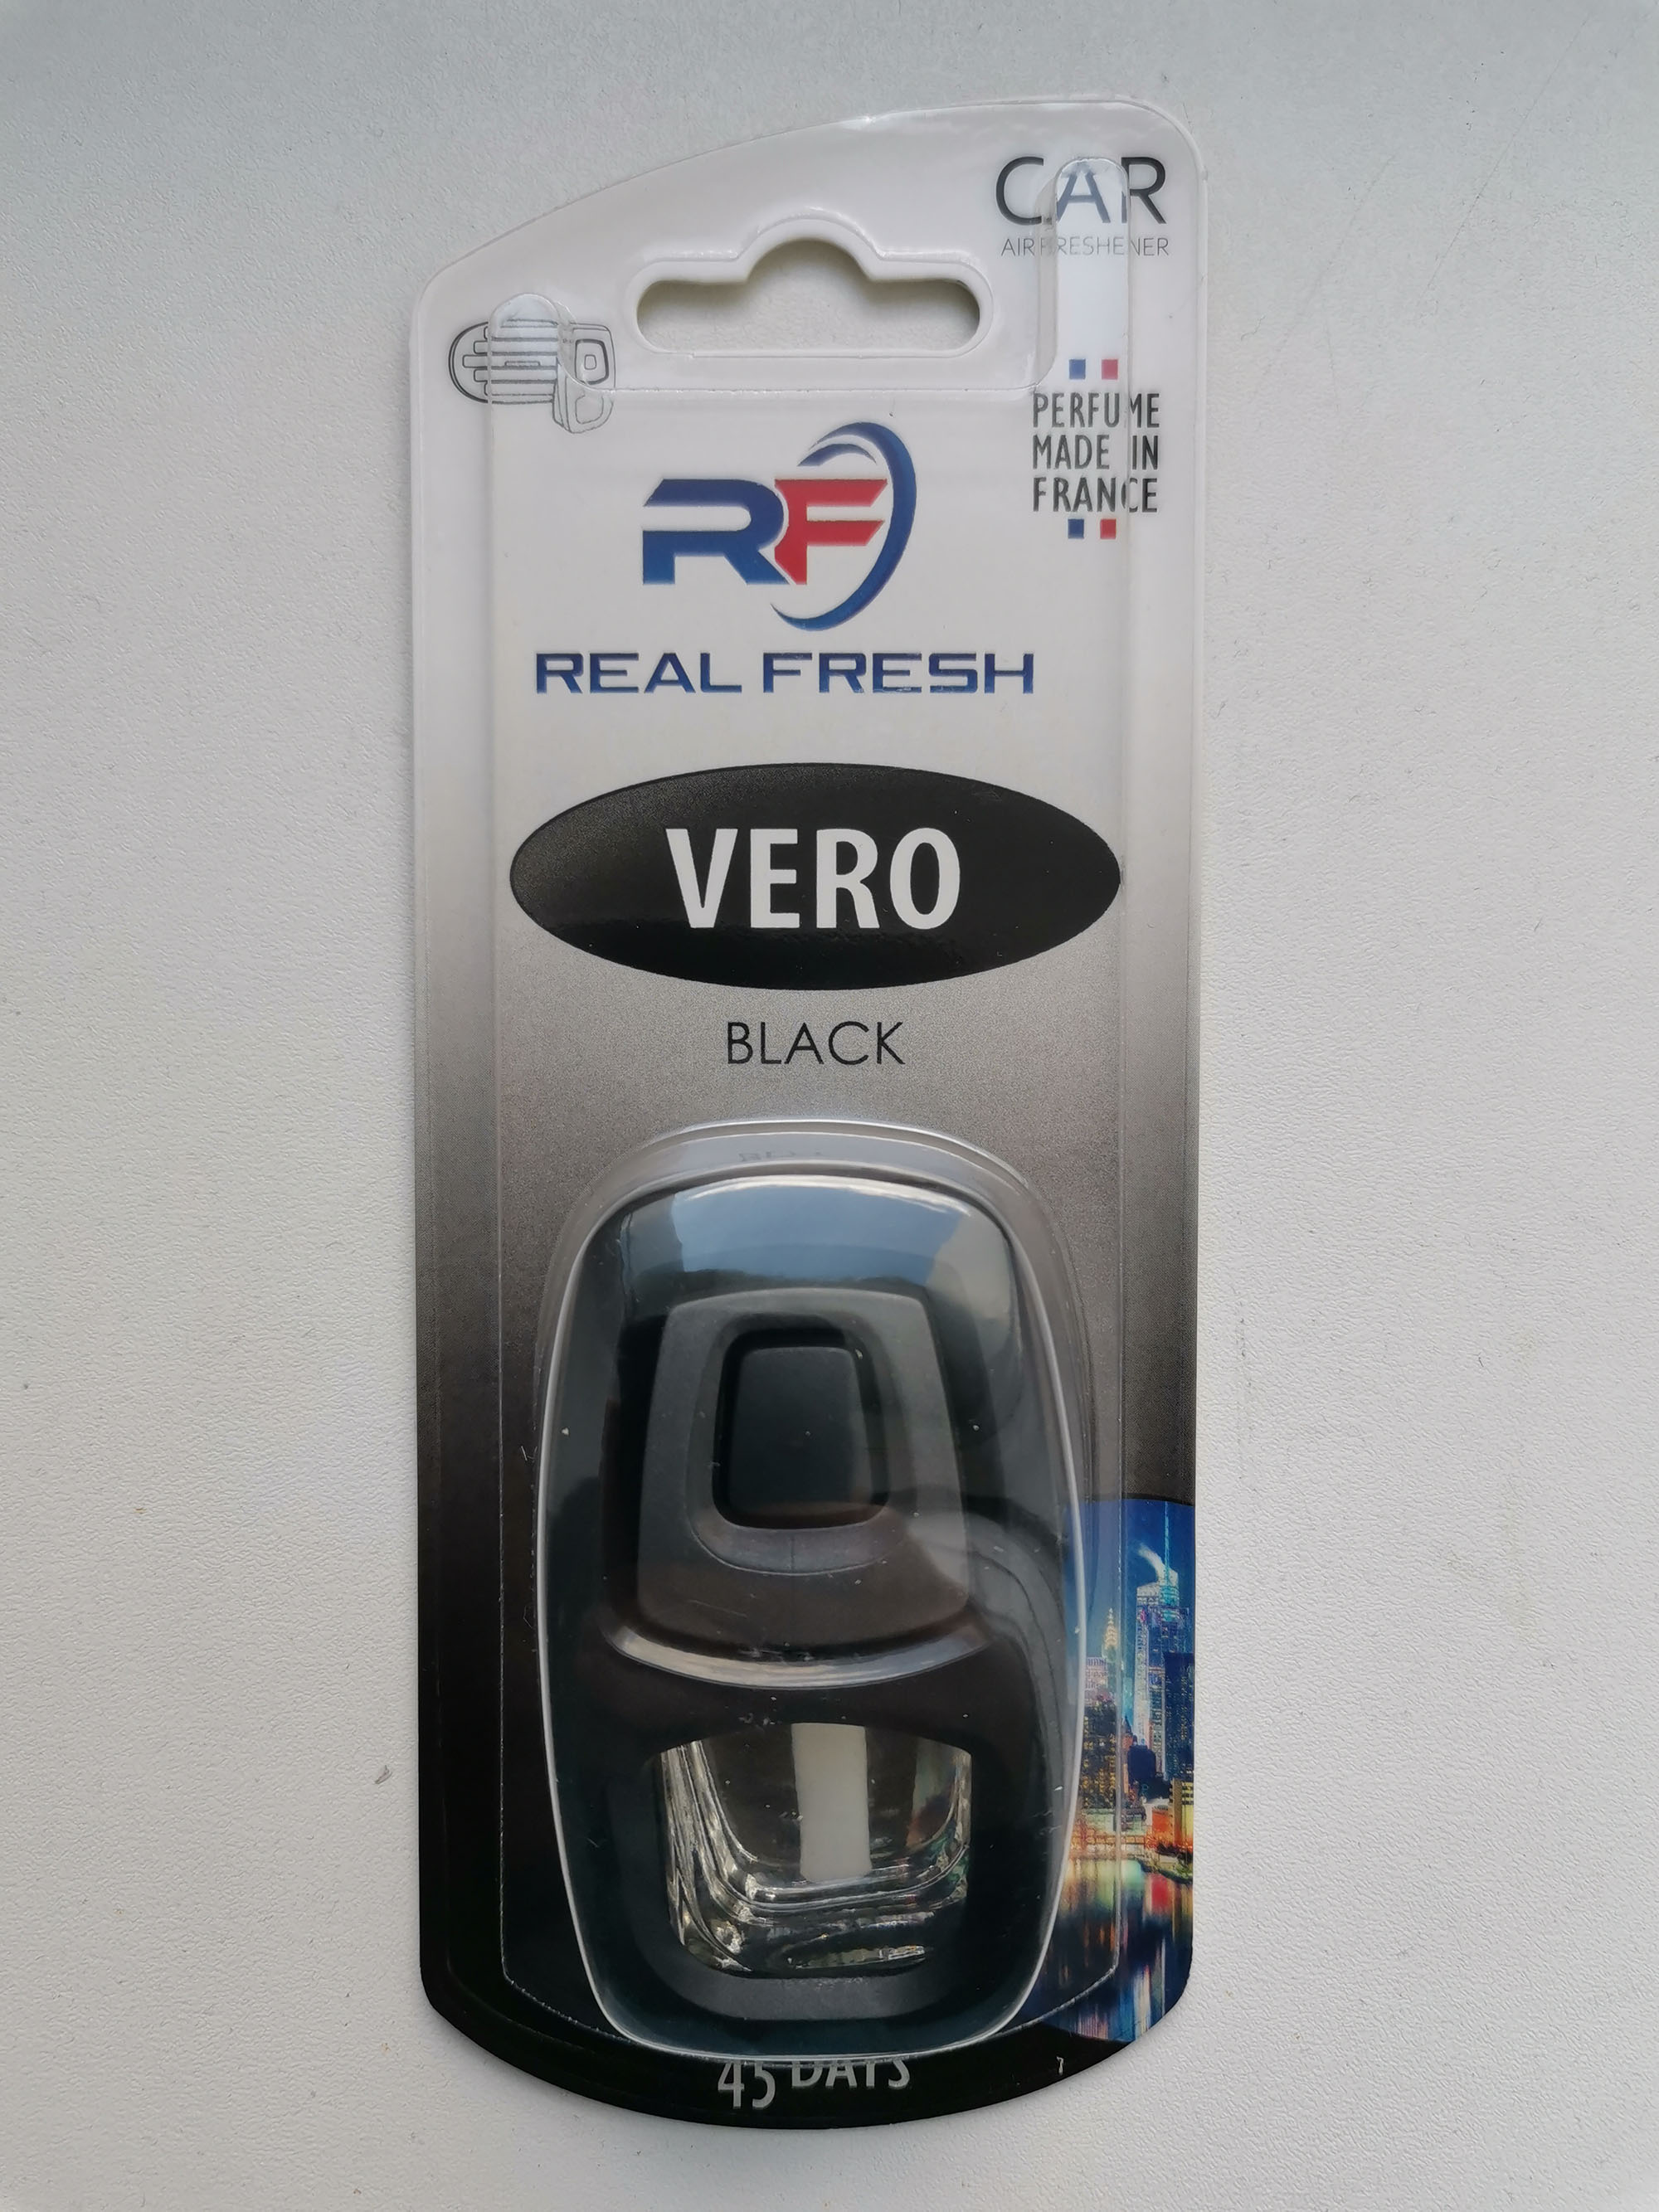 CAR
AIR FRESHENER
PERFUME
MADE IN
FRANCE
RF
REAL FRESH
VERO
BLACK
45 DAYS